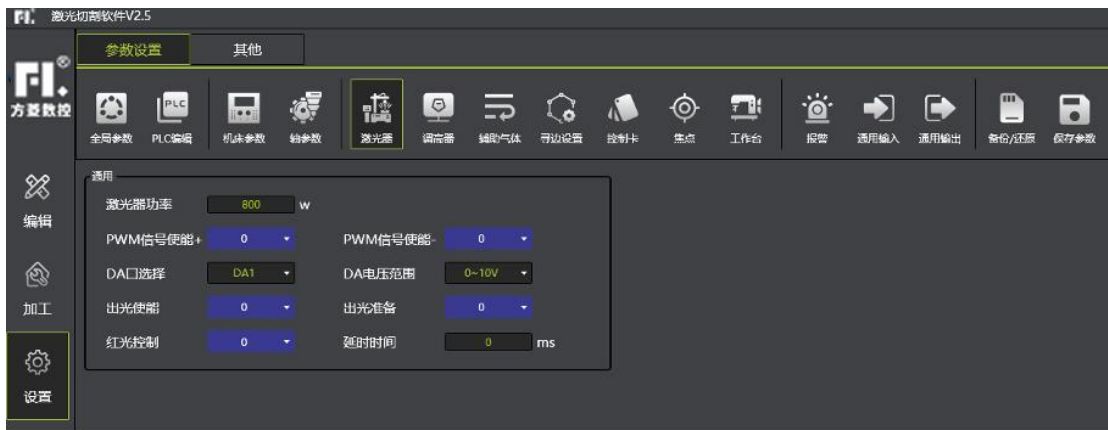 激光切割软件V2.5
参数设置 其他
方菱数控
全局参数 PLC编辑 机床参数 轴参数 激光器 调高器 辅助气体 寻边设置 控制卡 焦点 工作台 报警 通用输入 通用输出 备份/还原 保存参数
PLC
编辑
加工
设置
通用
激光器功率 800 w
PWM信号使能+ 0 PWM信号使能- 0
DA口选择 DA1 DA电压范围 0~10V
出光使能 0 出光准备 0
红光控制 0 延时时间 0 ms